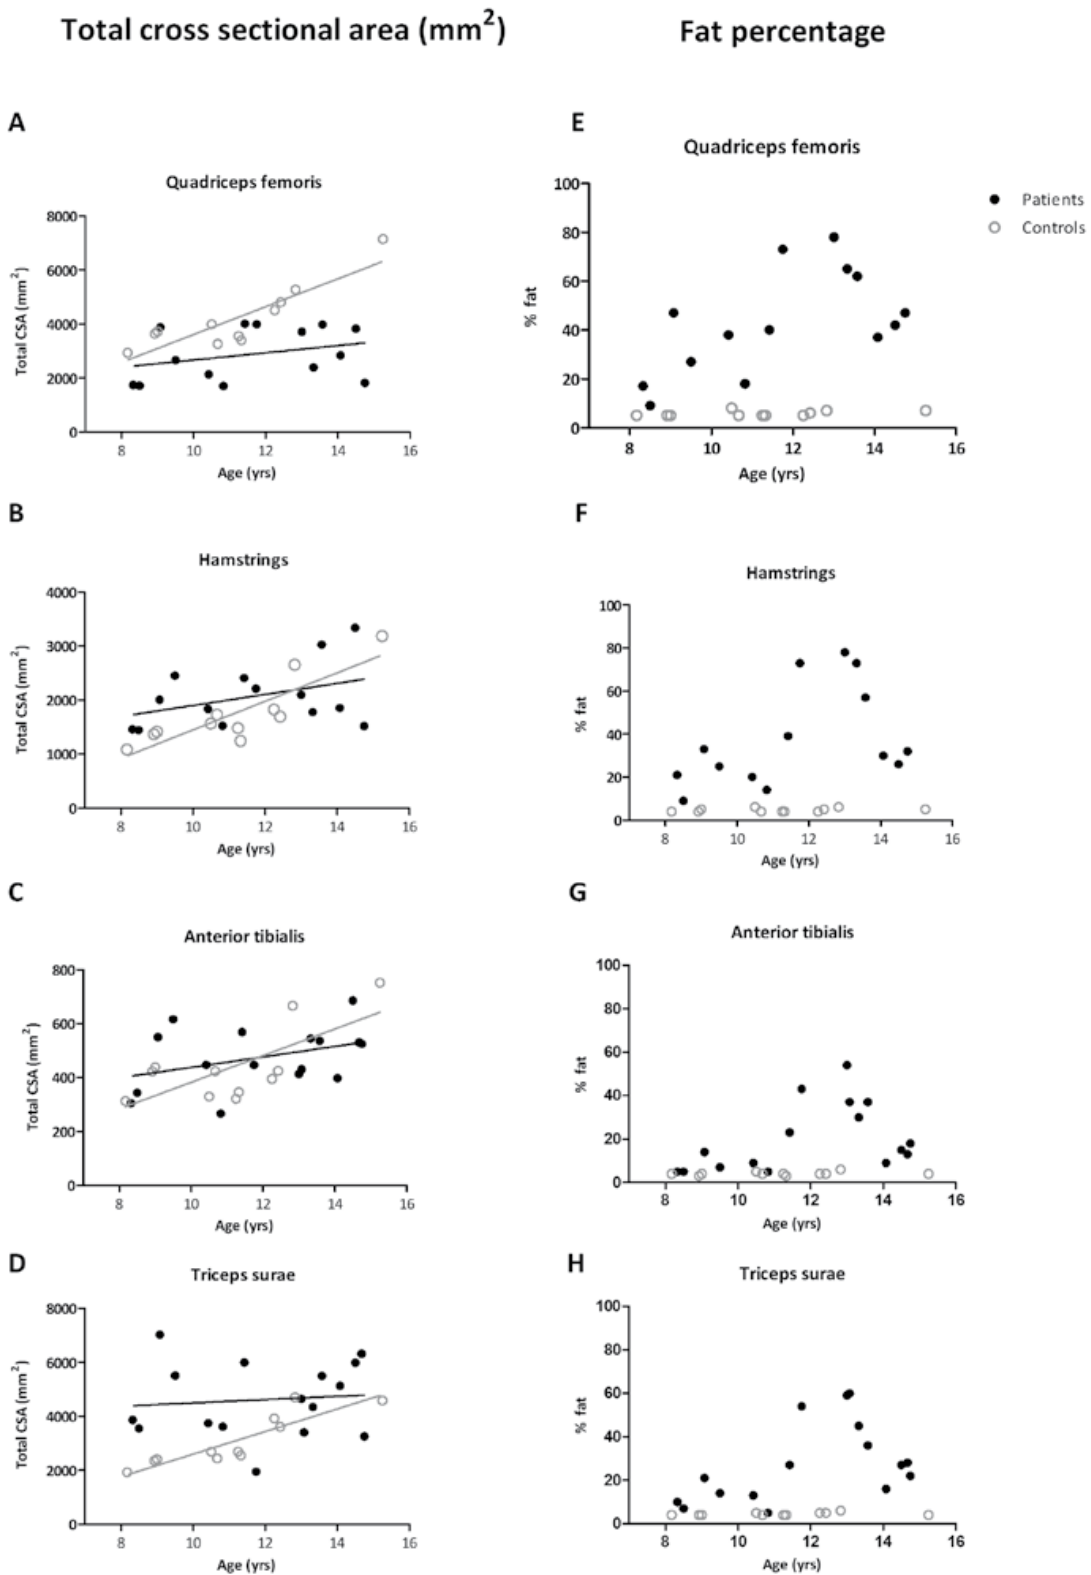 Total cross sectional area (mm²)
Fat percentage
A
Quadriceps femoris
Total CSA (mm²)
8000
6000
4000
2000
0
8 10 12 14 16
Age (yrs)
E
Quadriceps femoris
% fat
100
80
60
40
20
0
8 10 12 14 16
Age (yrs)
Patients
Controls
B
Hamstrings
Total CSA (mm²)
4000
3000
2000
1000
0
8 10 12 14 16
Age (yrs)
F
Hamstrings
% fat
100
80
60
40
20
0
8 10 12 14 16
Age (yrs)
C
Anterior tibialis
Total CSA (mm²)
800
600
400
200
0
8 10 12 14 16
Age (yrs)
G
Anterior tibialis
% fat
100
80
60
40
20
0
8 10 12 14 16
Age (yrs)
D
Triceps surae
Total CSA (mm²)
8000
6000
4000
2000
0
8 10 12 14 16
Age (yrs)
H
Triceps surae
% fat
100
80
60
40
20
0
8 10 12 14 16
Age (yrs)